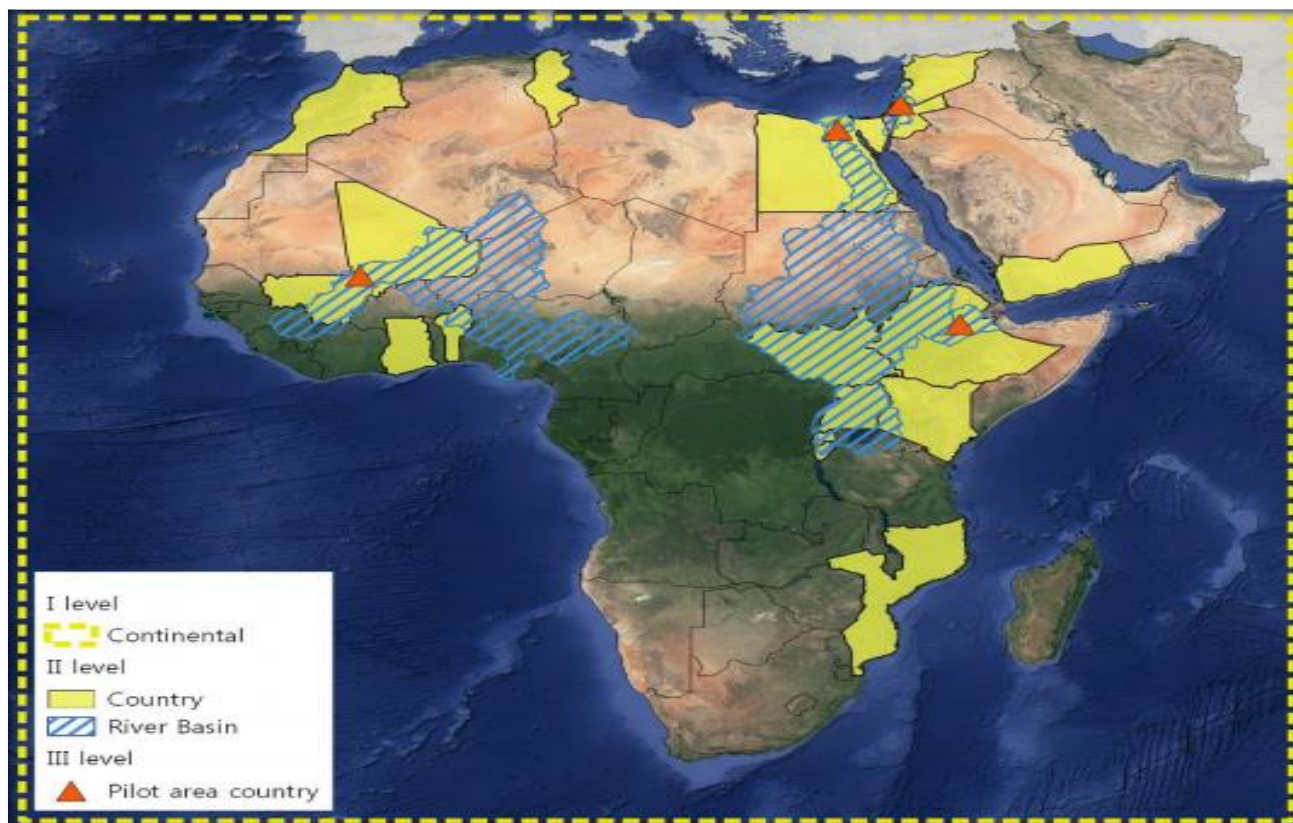 I level
Continental
II level
Country
River Basin
III level
Pilot area country